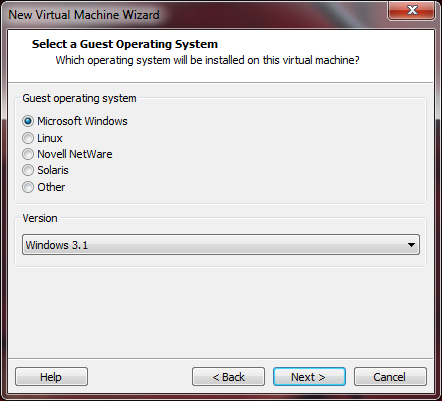 New Virtual Machine Wizard
Select a Guest Operating System
Which operating system will be installed on this virtual machine?
Guest operating system
Microsoft Windows
Linux
Novell NetWare
Solaris
Other
Version
Windows 3.1
Help
< Back
Next >
Cancel